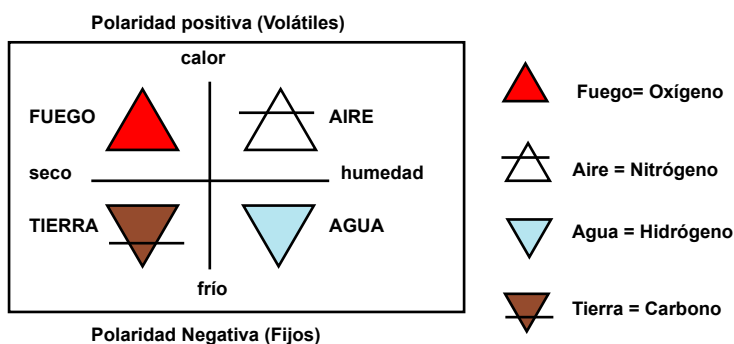 Polaridad positiva (Volátiles)
calor
FUEGO
AIRE
seco
humedad
TIERRA
AGUA
frío
Polaridad Negativa (Fijos)
Fuego= Oxígeno
Aire = Nitrógeno
Agua = Hidrógeno
Tierra = Carbono